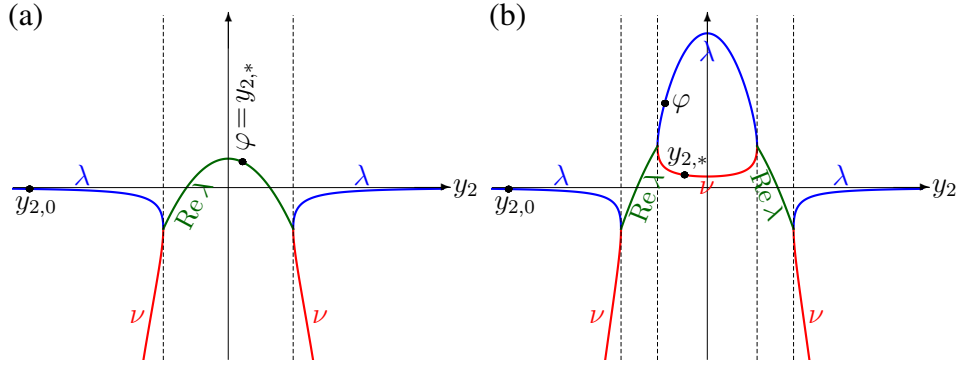 (a)
φ=y₂,*
λ
λ
y₂
y₂,₀
Re λ
ν
ν
(b)
λ
φ
y₂,*
λ
λ
y₂
y₂,₀
Re λ
ν
Re λ
ν
ν